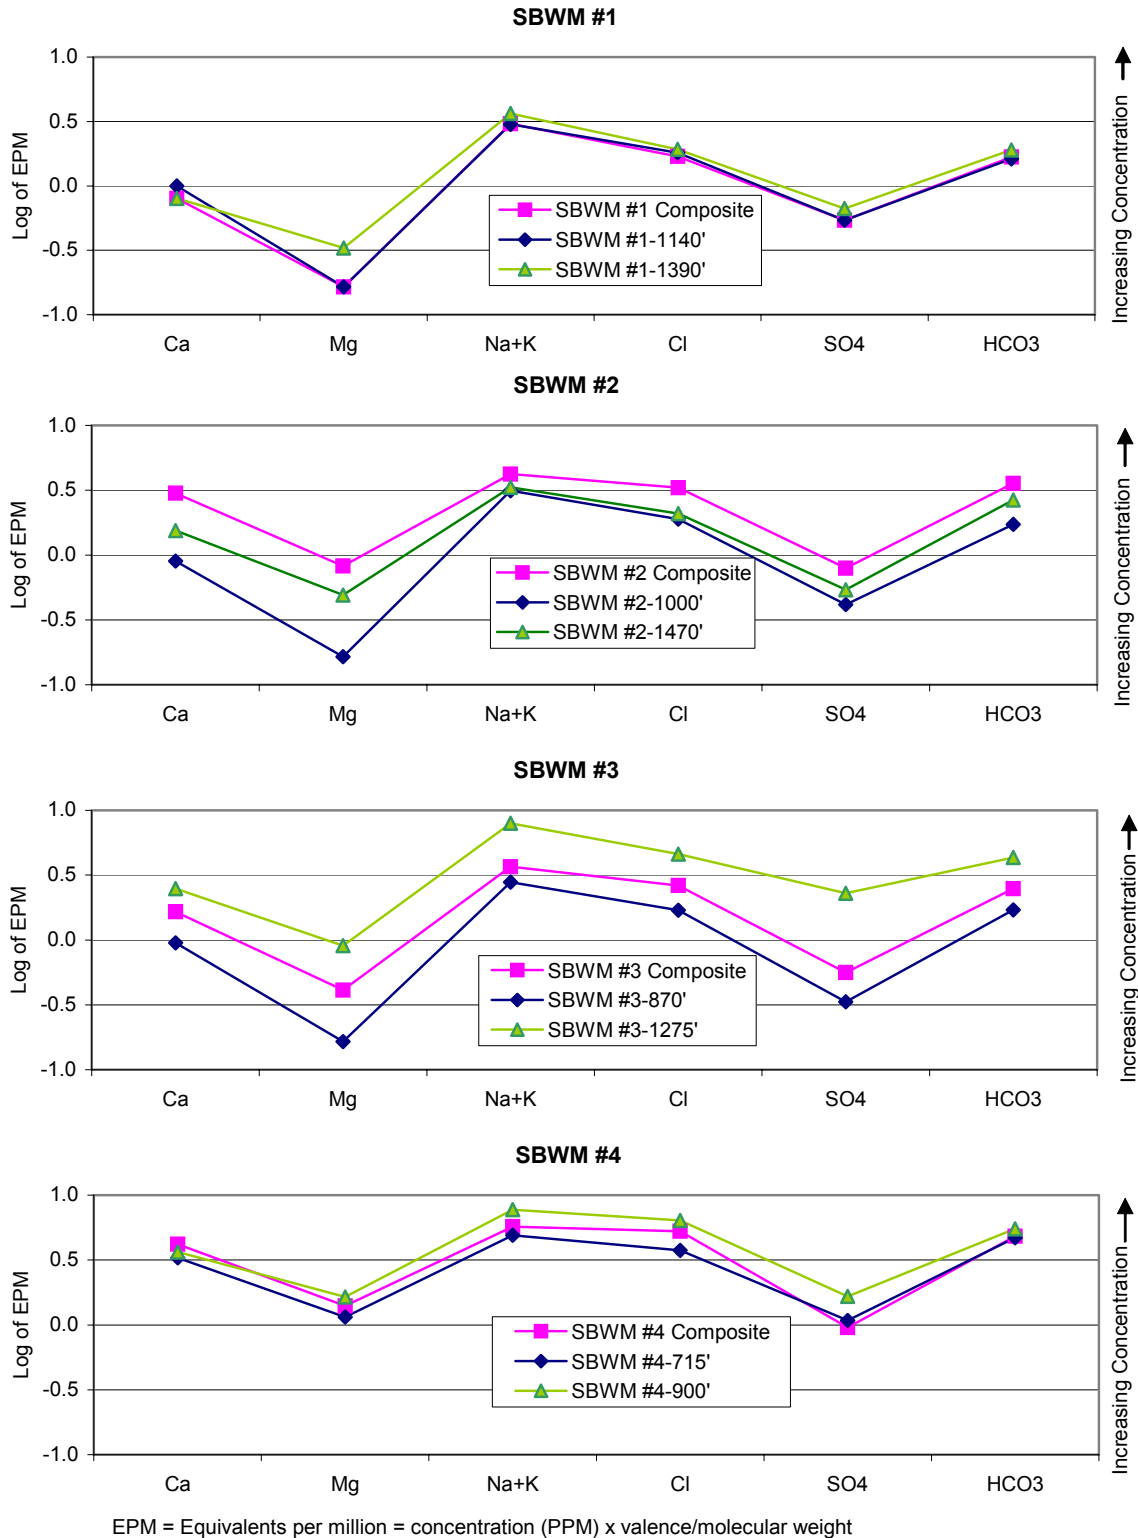 SBWM #1
1.0
0.5
0.0
-0.5
-1.0
Log of EPM
SBWM #1 Composite
SBWM #1-1140'
SBWM #1-1390'
Ca Mg Na+K Cl SO4 HCO3
Increasing Concentration
SBWM #2
1.0
0.5
0.0
-0.5
-1.0
Log of EPM
SBWM #2 Composite
SBWM #2-1000'
SBWM #2-1470'
Ca Mg Na+K Cl SO4 HCO3
Increasing Concentration
SBWM #3
1.0
0.5
0.0
-0.5
-1.0
Log of EPM
SBWM #3 Composite
SBWM #3-870'
SBWM #3-1275'
Ca Mg Na+K Cl SO4 HCO3
Increasing Concentration
SBWM #4
1.0
0.5
0.0
-0.5
-1.0
Log of EPM
SBWM #4 Composite
SBWM #4-715'
SBWM #4-900'
Ca Mg Na+K Cl SO4 HCO3
Increasing Concentration
EPM = Equivalents per million = concentration (PPM) x valence/molecular weight